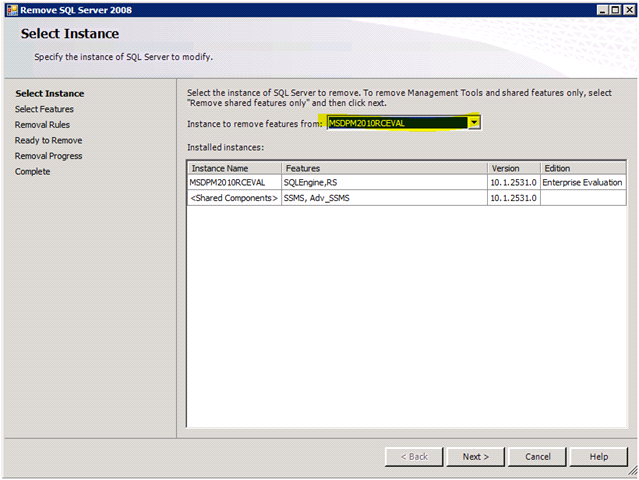 Remove SQL Server 2008
Select Instance
Specify the instance of SQL Server to modify.
Select Instance
Select Features
Removal Rules
Ready to Remove
Removal Progress
Complete
Select the instance of SQL Server to remove. To remove Management Tools and shared features only, select
"Remove shared features only" and then click next.
Instance to remove features from: MSDPM2010RCEVAL
Installed instances:
Instance Name Features Version Edition
MSDPM2010RCEVAL SQLEngine,RS 10.1.2531.0 Enterprise Evaluation
<Shared Components> SSMS, Adv_SSMS 10.1.2531.0
< Back Next > Cancel Help